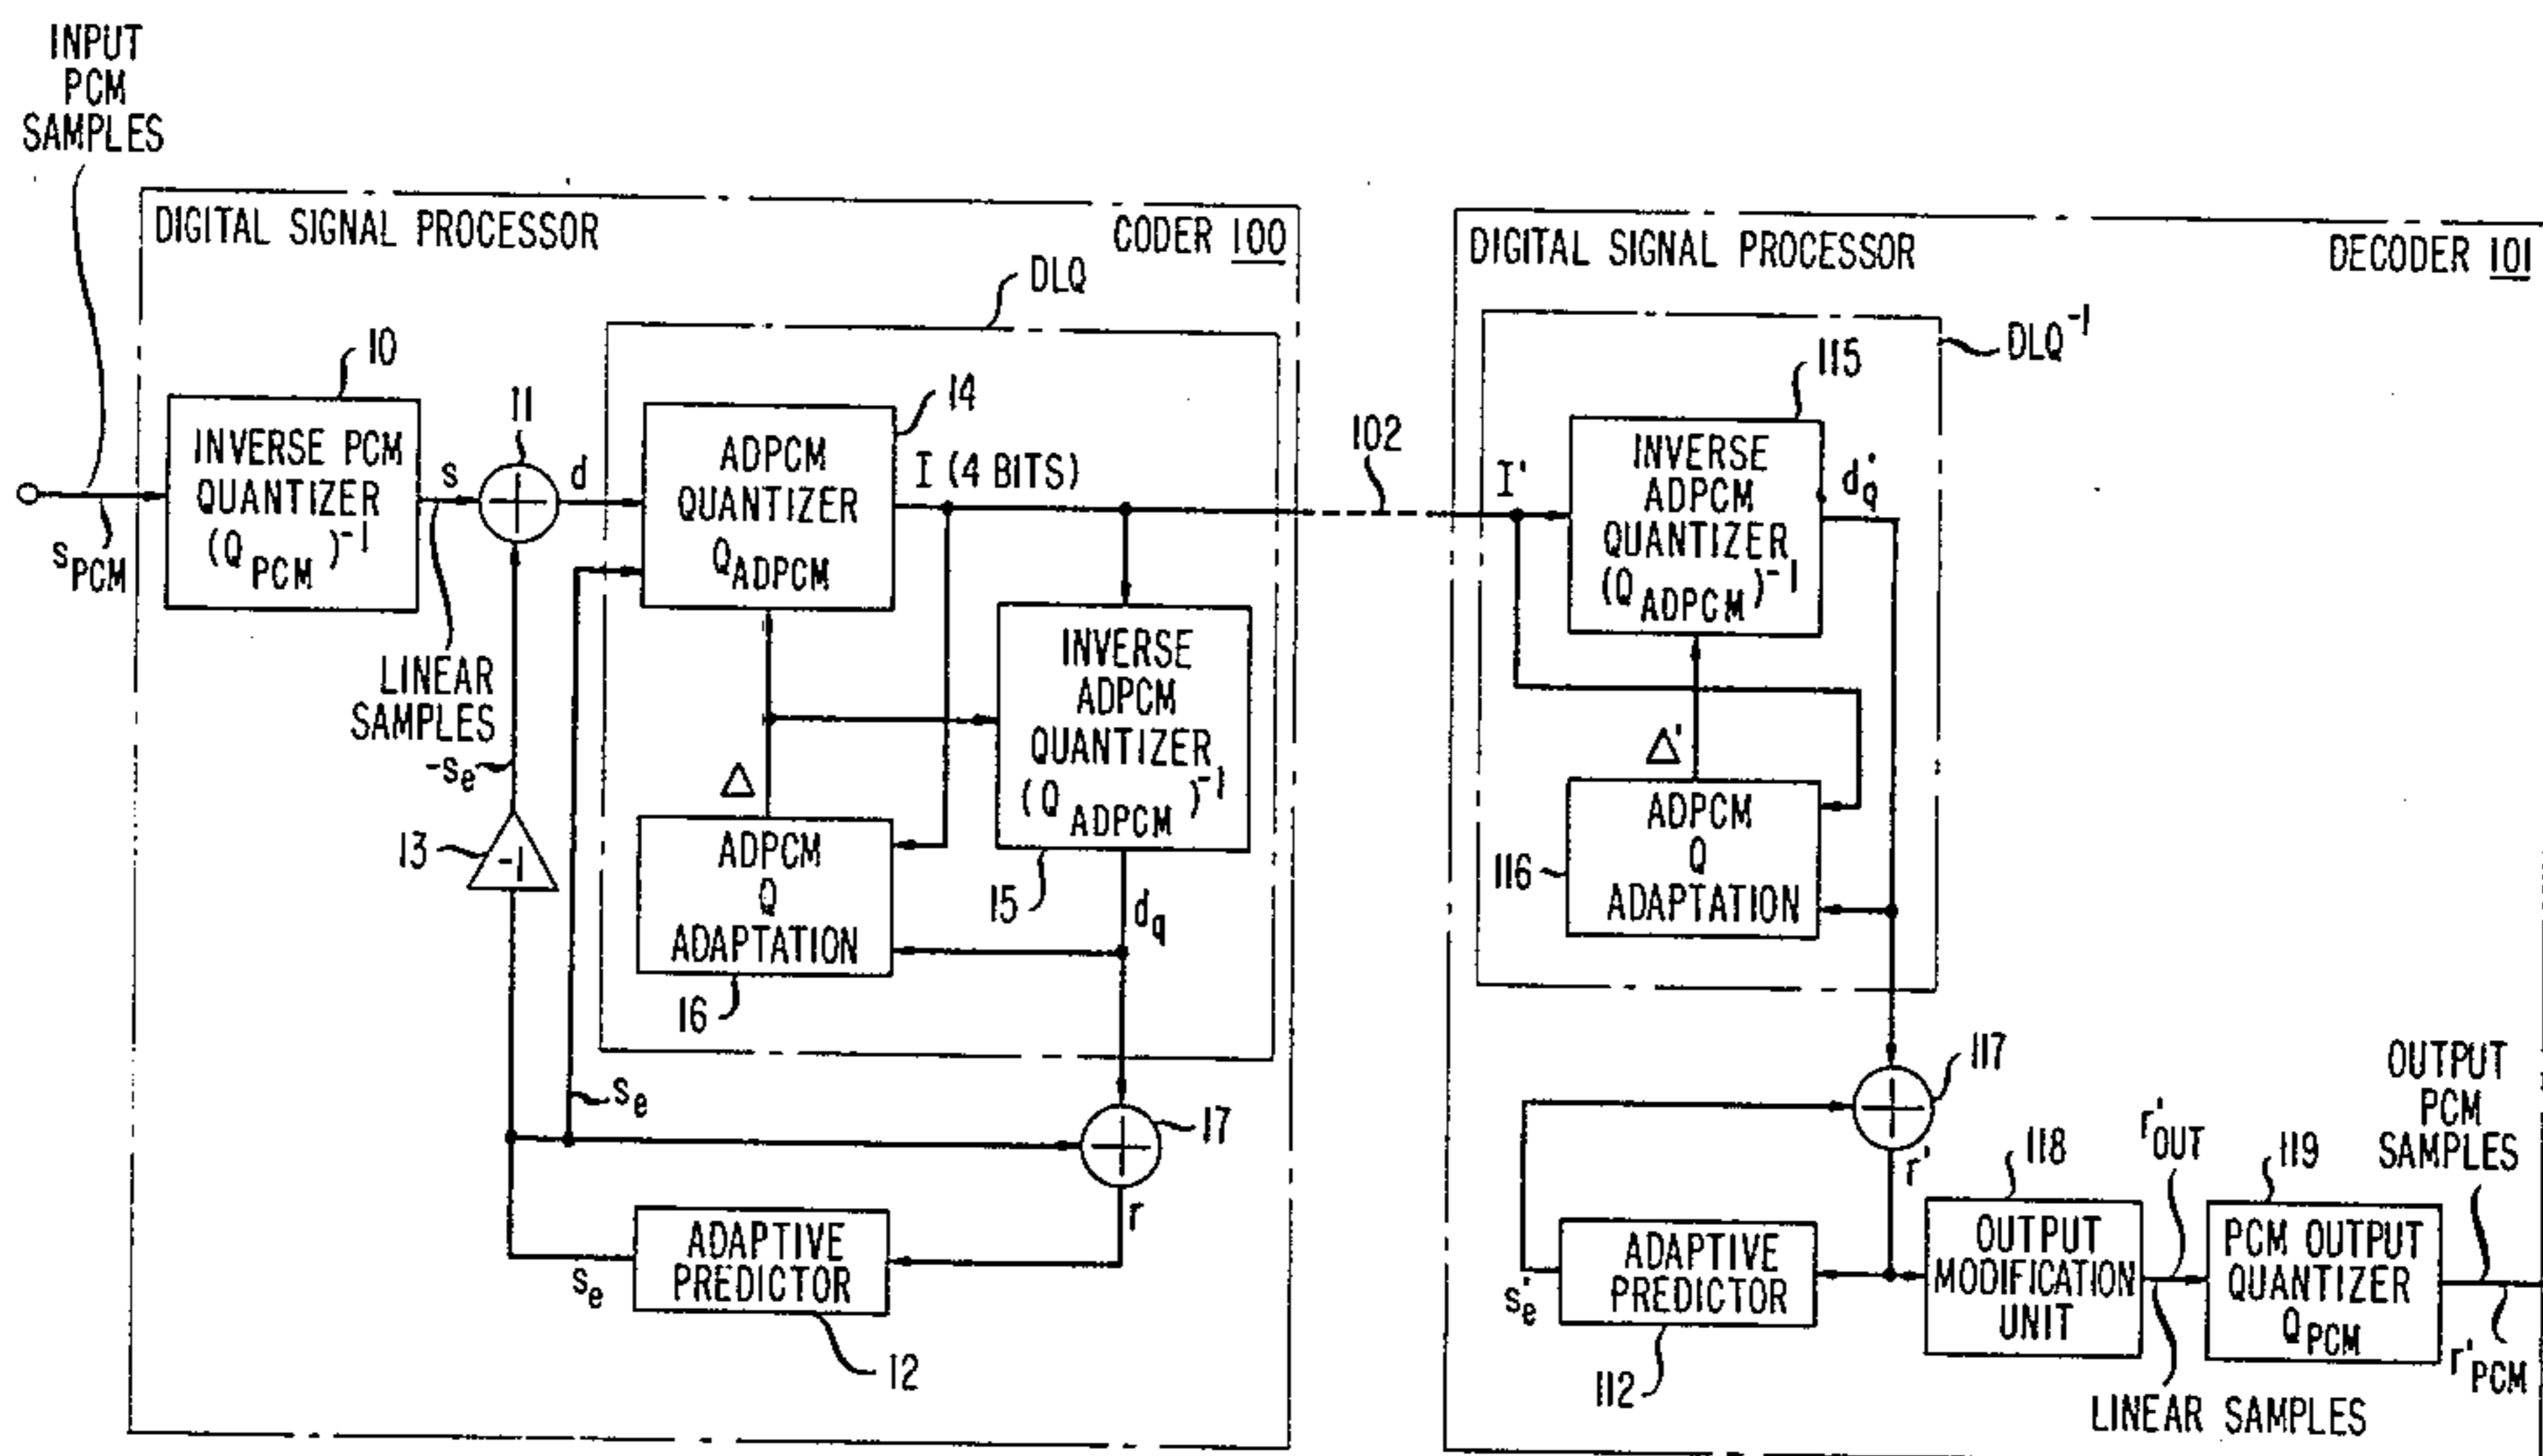 INPUT
PCM
SAMPLES
DIGITAL SIGNAL PROCESSOR
CODER 100
DLQ
10
INVERSE PCM
QUANTIZER
(Q PCM)⁻¹
sPCM
s
11
d
LINEAR
SAMPLES
-se
13
-1
14
ADPCM
QUANTIZER
QADPCM
I (4 BITS)
INVERSE
ADPCM
QUANTIZER
(Q ADPCM)⁻¹
15
Δ
ADPCM
Q
ADAPTATION
16
dq
se
17
r
ADAPTIVE
PREDICTOR
se
12
102
DIGITAL SIGNAL PROCESSOR
DECODER 101
DLQ⁻¹
115
I'
INVERSE
ADPCM
QUANTIZER
(QADPCM)⁻¹
d'q
Δ'
116
ADPCM
Q
ADAPTATION
117
r'
s'e
ADAPTIVE
PREDICTOR
112
118
OUTPUT
MODIFICATION
UNIT
r'OUT
LINEAR SAMPLES
119
PCM OUTPUT
QUANTIZER
QPCM
OUTPUT
PCM
SAMPLES
r'PCM